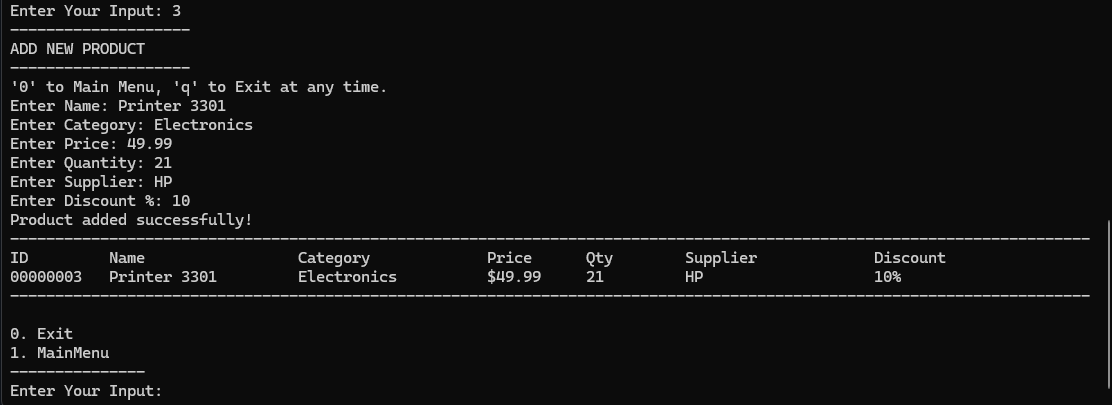 Enter Your Input: 3
--------------------
ADD NEW PRODUCT
--------------------
'0' to Main Menu, 'q' to Exit at any time.
Enter Name: Printer 3301
Enter Category: Electronics
Enter Price: 49.99
Enter Quantity: 21
Enter Supplier: HP
Enter Discount %: 10
Product added successfully!
------------------------------------------------------------------------------------------------------------------------
ID         Name                 Category             Price      Qty        Supplier             Discount
00000003   Printer 3301         Electronics          $49.99     21         HP                   10%
------------------------------------------------------------------------------------------------------------------------
0. Exit
1. MainMenu
---------------
Enter Your Input: